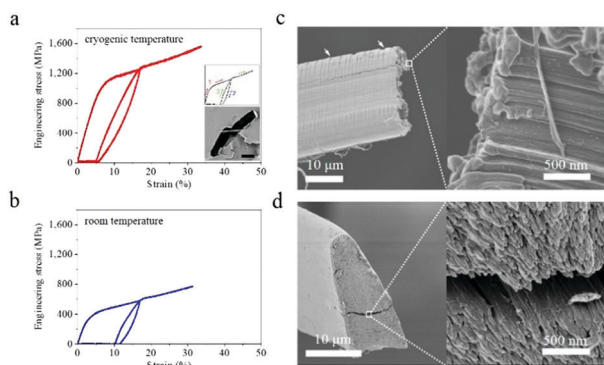 a
cryogenic temperature
Engineering stress (MPa)
1,600
1,200
800
400
0
0 10 20 30 40 50
Strain (%)
b
room temperature
Engineering stress (MPa)
1,600
1,200
800
400
0
0 10 20 30 40 50
Strain (%)
c
10 μm
500 nm
d
10 μm
500 nm